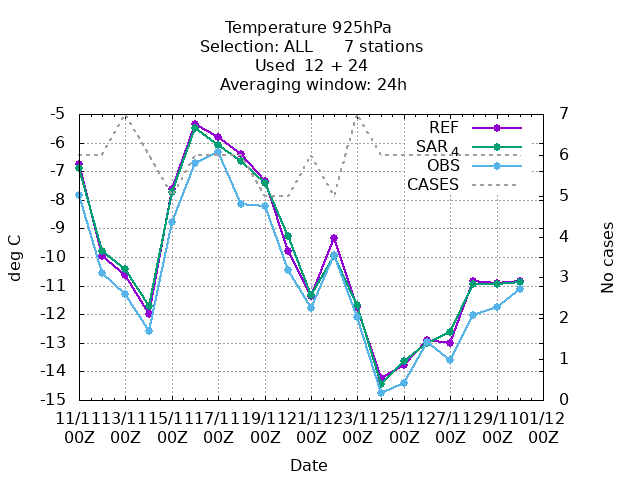 Temperature 925hPa
Selection: ALL 7 stations
Used 12 + 24
Averaging window: 24h
-5
-6
-7
-8
-9
-10
-11
-12
-13
-14
-15
deg C
7
6
5
4
3
2
1
0
No cases
REF
SAR 4
OBS
CASES
11/11 13/11 15/11 17/11 19/11 21/11 23/11 25/11 27/11 29/11 01/12
00Z 00Z 00Z 00Z 00Z 00Z 00Z 00Z 00Z 00Z 00Z
Date